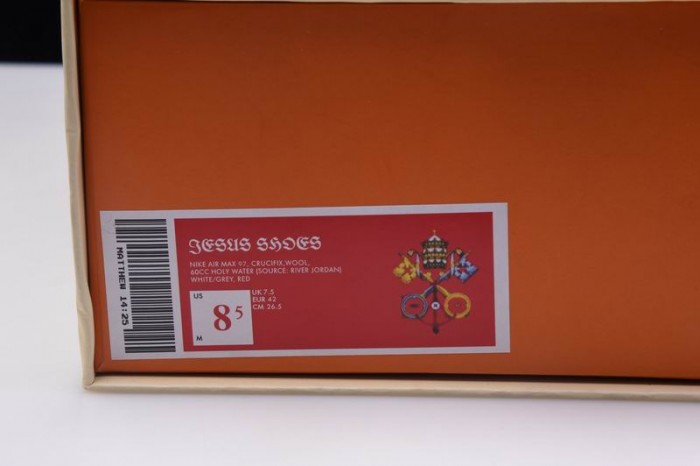 MATTHEW 14:25
JESUS SHOES
NIKE AIR MAX 97, CRUCIFIX, WOOL,
60CC HOLY WATER (SOURCE: RIVER JORDAN)
WHITE/GREY, RED
US
8.5
M
UK 7.5
EUR 42
CM 26.5